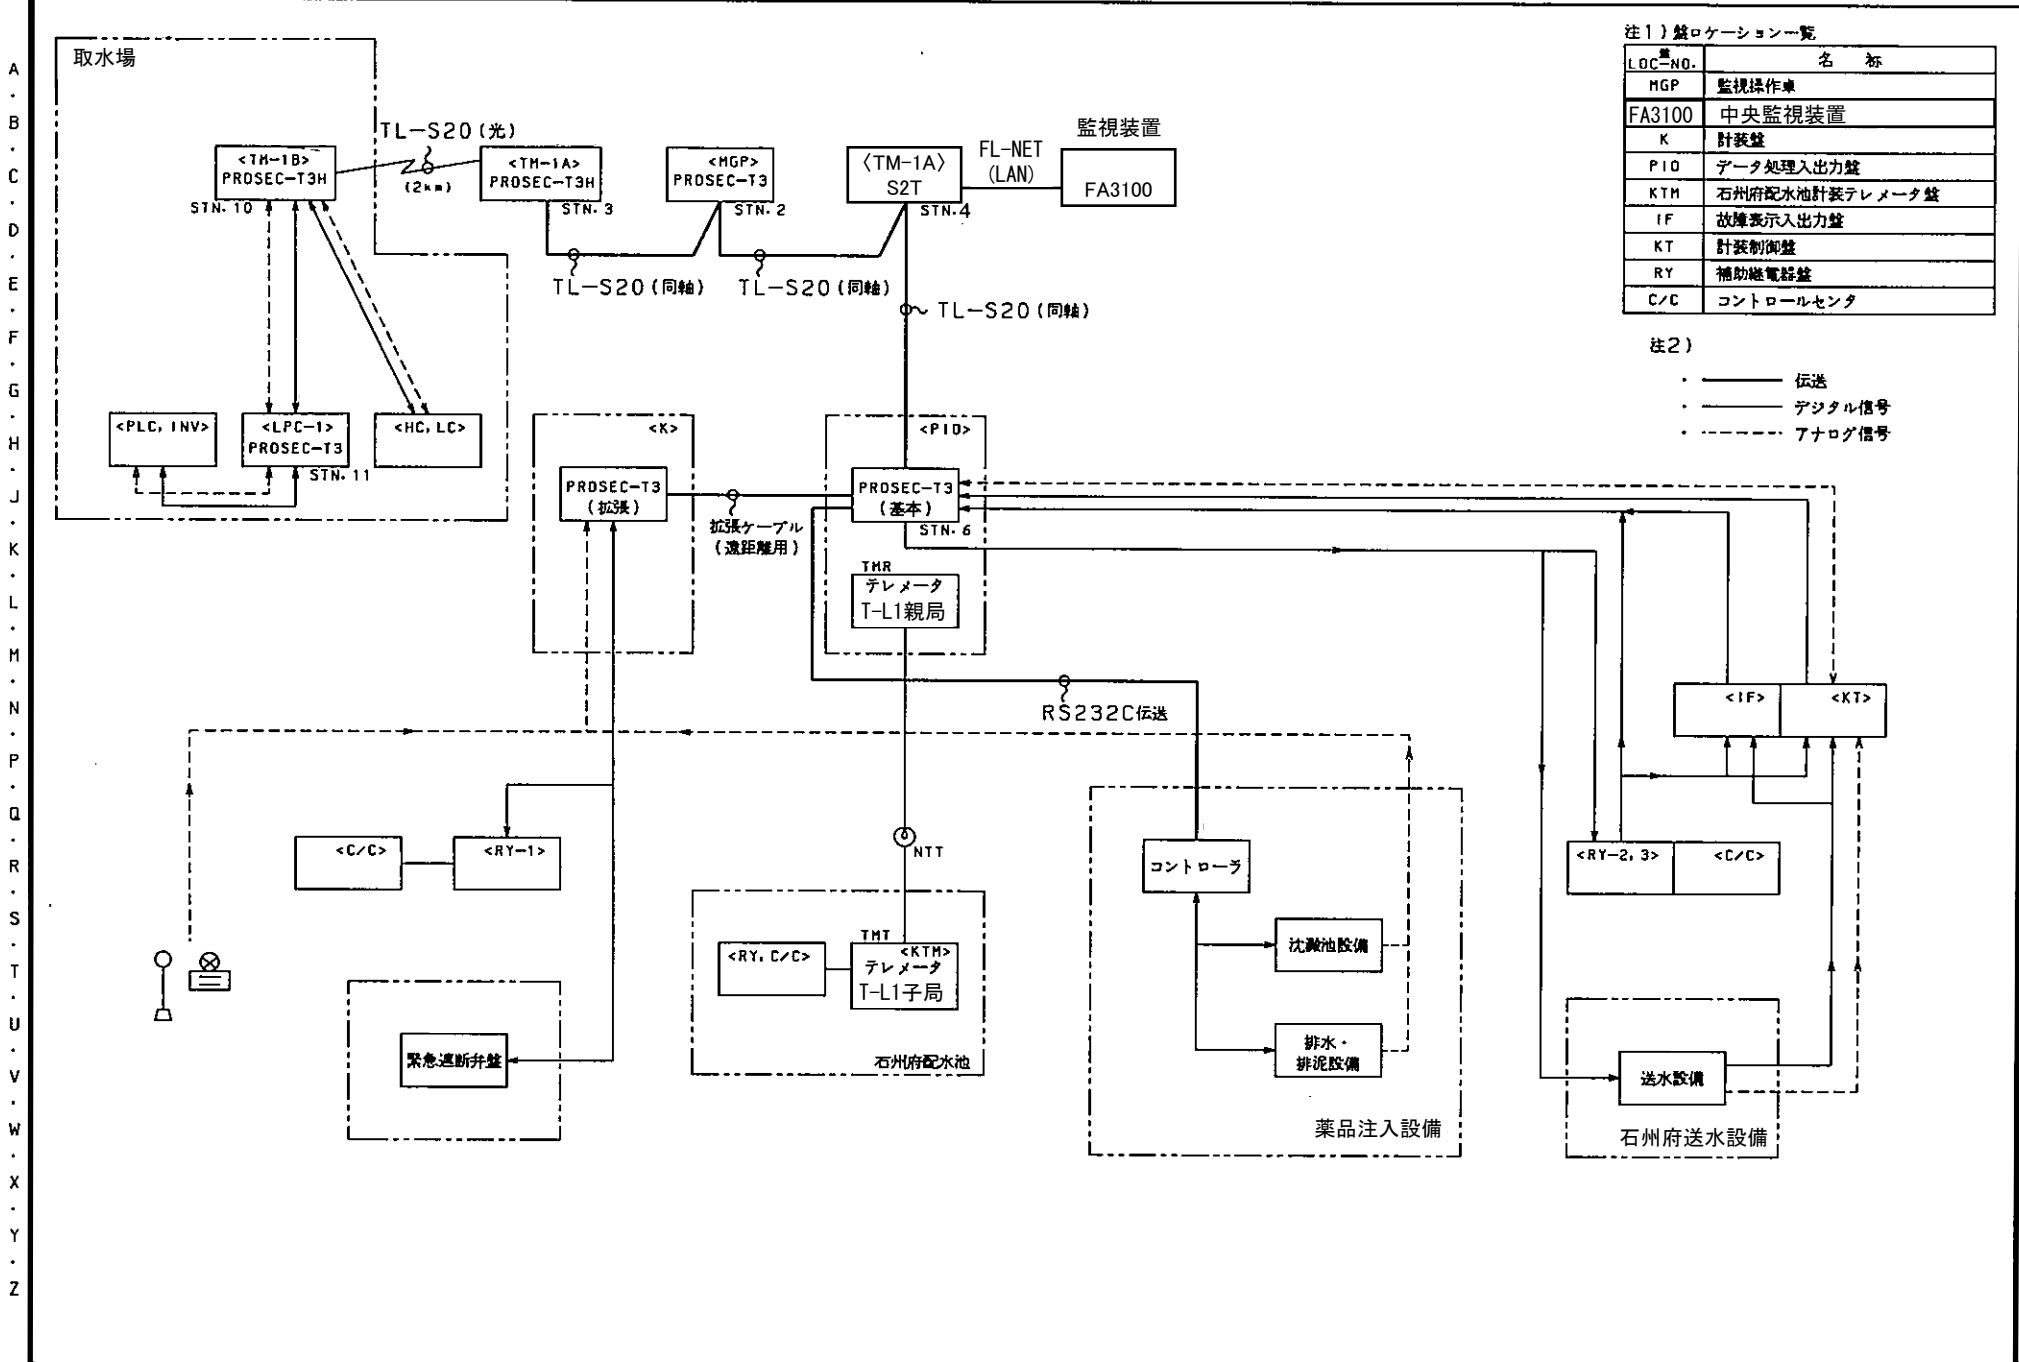 A
B
C
D
E
F
G
H
J
K
L
M
N
P
Q
R
S
T
U
V
W
X
Y
Z
取水場
<TM-1B>
PROSEC-T3H
STN.10
TL-S20(光)
(2km)
<TM-1A>
PROSEC-T3H
STN.3
<MGP>
PROSEC-T3
STN.2
〈TM-1A〉
S2T
STN.4
FL-NET
(LAN)
監視装置
FA3100
TL-S20(同軸)
TL-S20(同軸)
TL-S20(同軸)
<PLC, INV>
<LPC-1>
PROSEC-T3
STN.11
<HC, LC>
<K>
PROSEC-T3
(拡張)
拡張ケーブル
(遠距離用)
<PIO>
PROSEC-T3
(基本)
STN.6
TMR
テレメータ
T-L1親局
RS232C伝送
<IF>
<KT>
<C/C>
<RY-1>
NTT
コントローラ
<RY-2, 3>
<C/C>
<RY, C/C>
TMT
<KTM>
テレメータ
T-L1子局
石州府配水池
沈澱池設備
排水・
排泥設備
薬品注入設備
緊急遮断弁盤
送水設備
石州府送水設備
注1)盤ロケーション一覧
盤
LOC-NO. 名 称
MGP 監視操作卓
FA3100 中央監視装置
K 計装盤
PIO データ処理入出力盤
KTM 石州府配水池計装テレメータ盤
IF 故障表示入出力盤
KT 計装制御盤
RY 補助継電器盤
C/C コントロールセンタ
注2)
・ 伝送
・ デジタル信号
・ アナログ信号